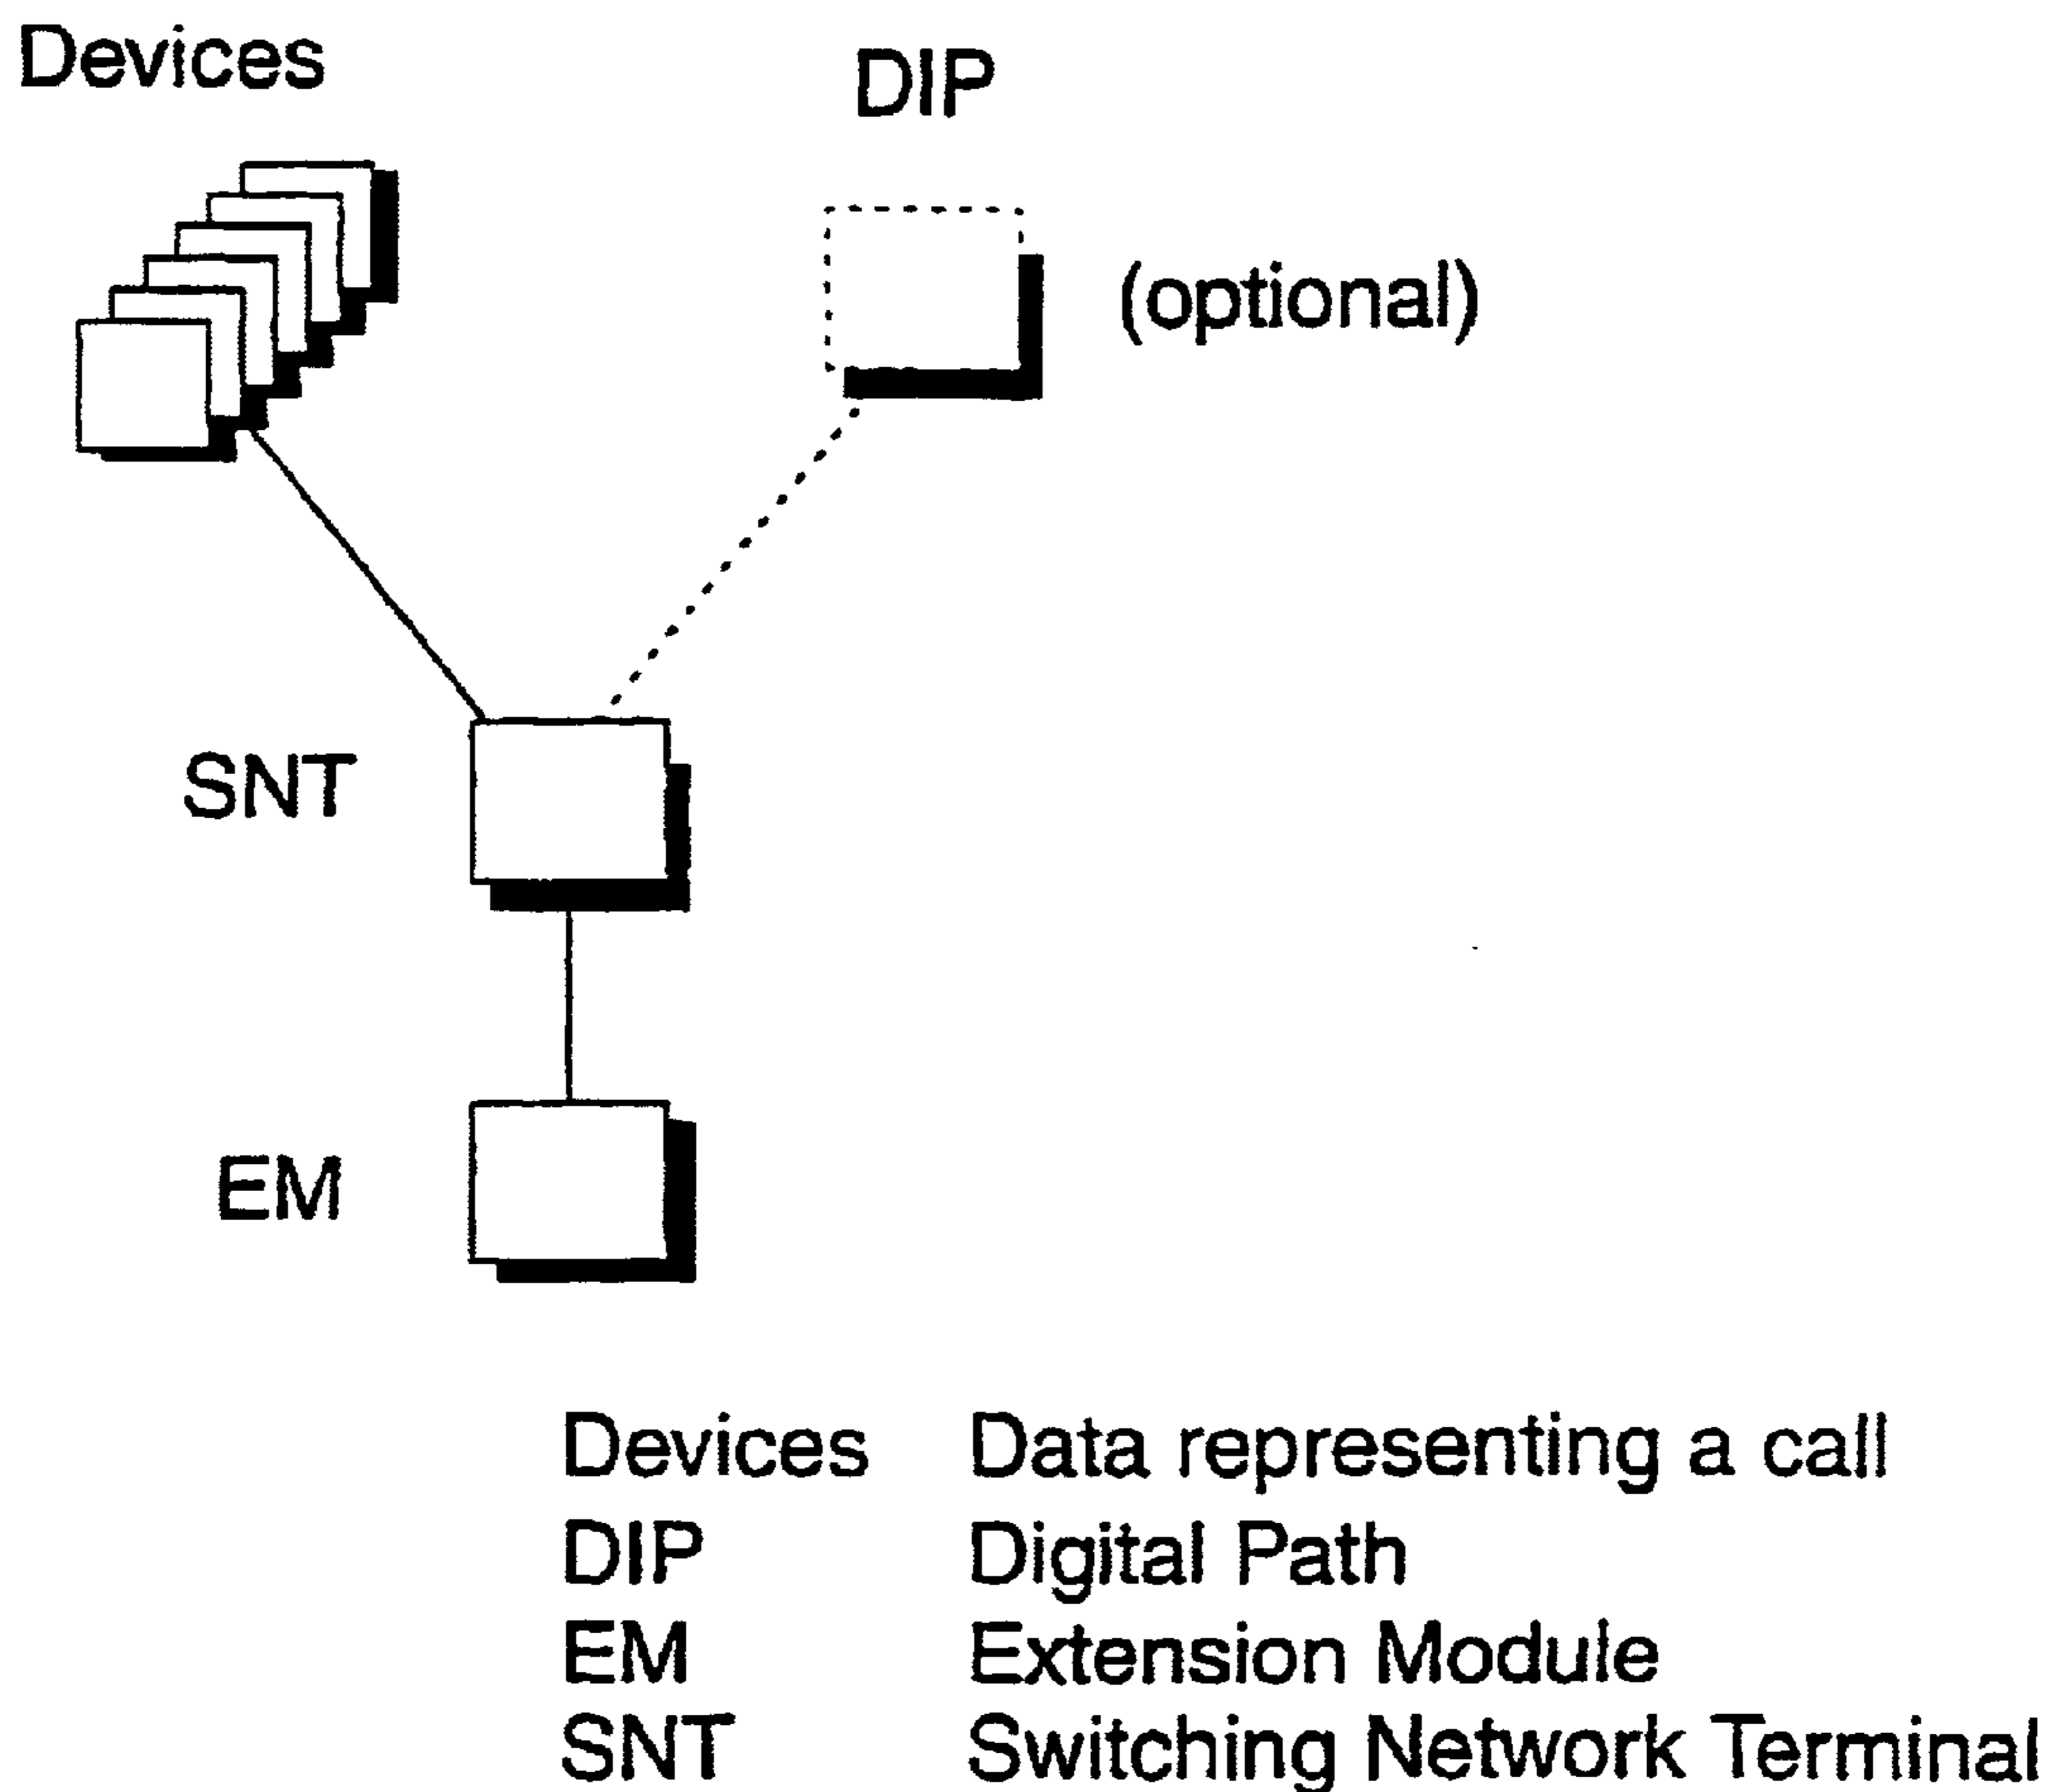 Devices
DIP
(optional)
SNT
EM
Devices Data representing a call
DIP Digital Path
EM Extension Module
SNT Switching Network Terminal